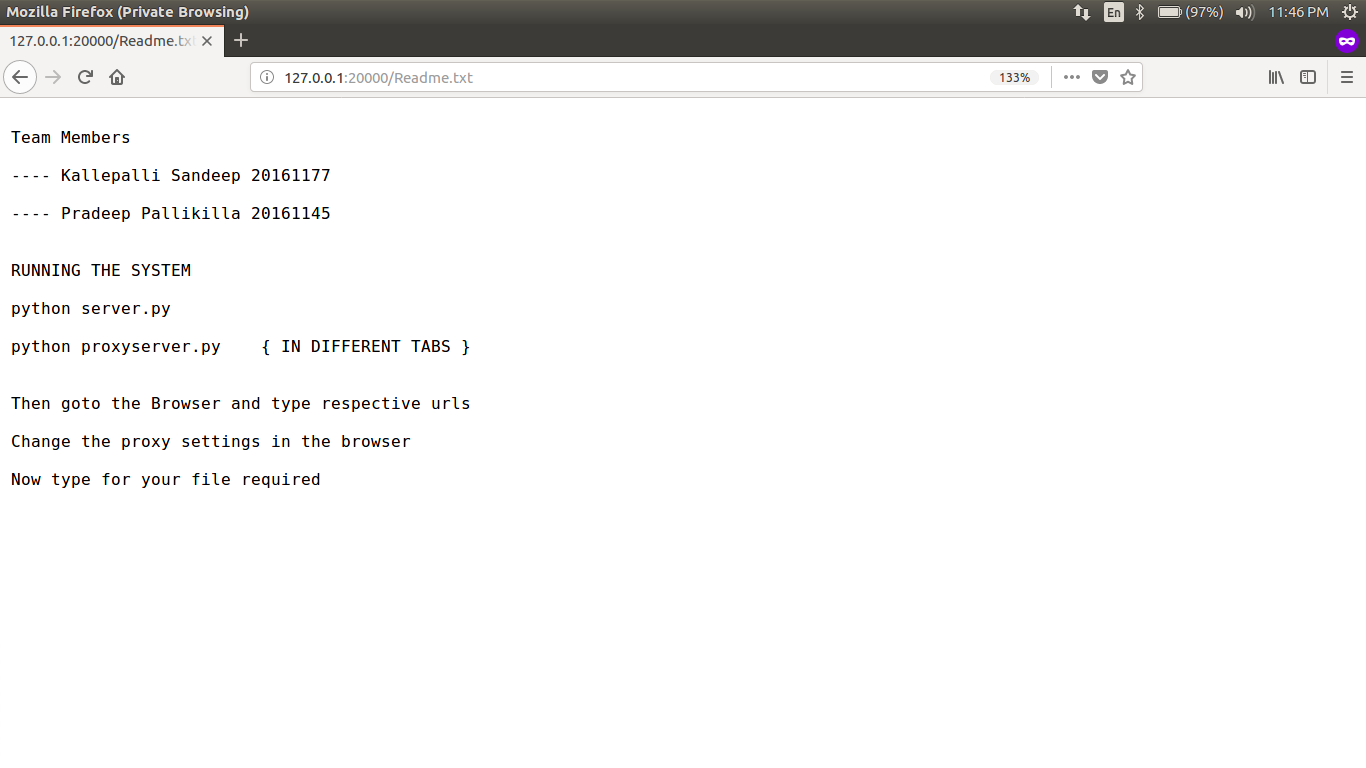 Mozilla Firefox (Private Browsing)
En
(97%)
11:46 PM
127.0.0.1:20000/Readme.txt
127.0.0.1:20000/Readme.txt
133%
Team Members
---- Kallepalli Sandeep 20161177
---- Pradeep Pallikilla 20161145
RUNNING THE SYSTEM
python server.py
python proxyserver.py    { IN DIFFERENT TABS }
Then goto the Browser and type respective urls
Change the proxy settings in the browser
Now type for your file required